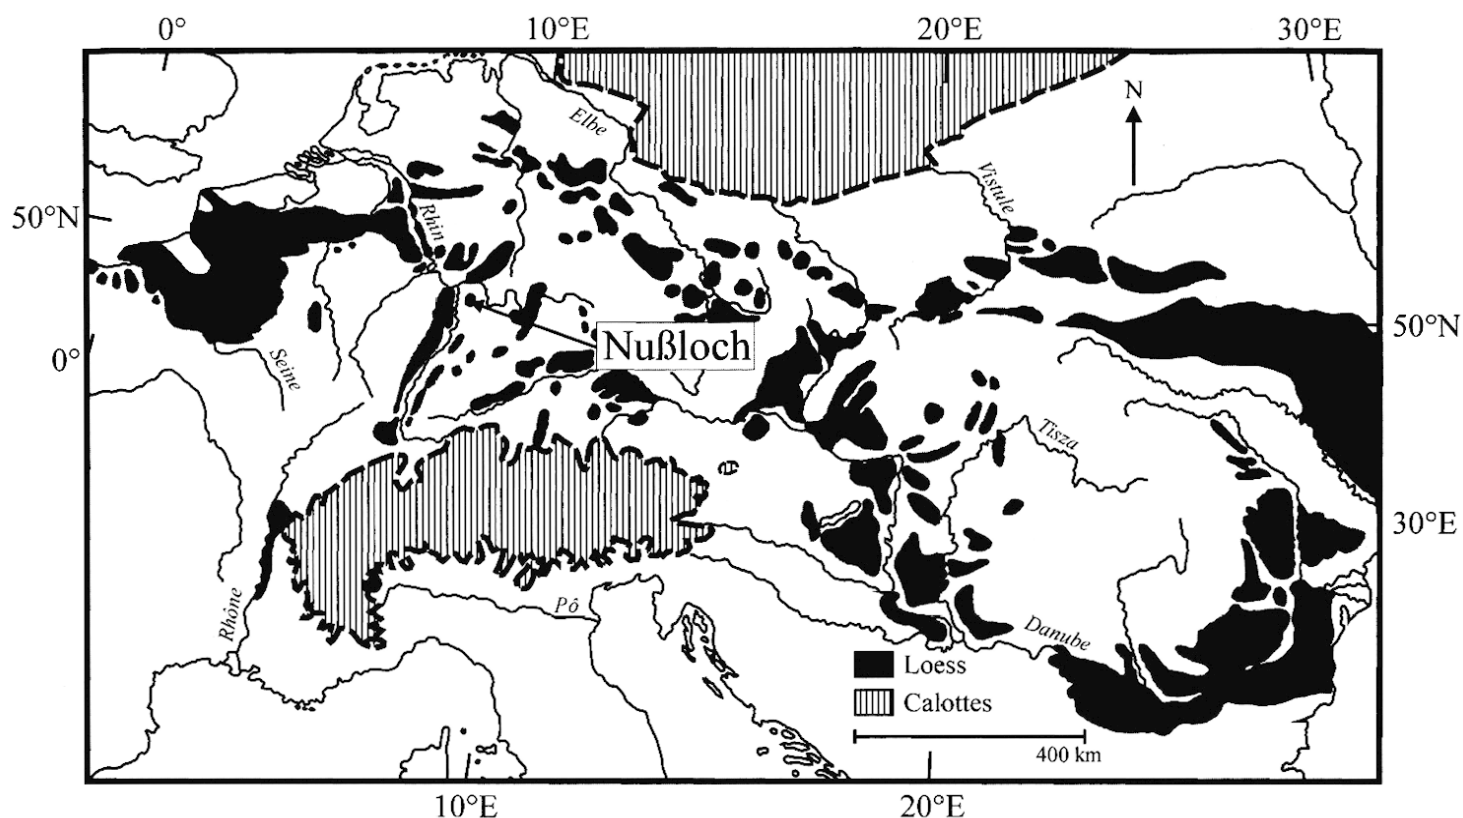 0° 10°E 20°E 30°E
N
Elbe
Vistule
50°N
Rhin
50°N
Nußloch
0°
Seine
Tisza
30°E
Rhône
Pô
Danube
Loess
Calottes
400 km
10°E 20°E